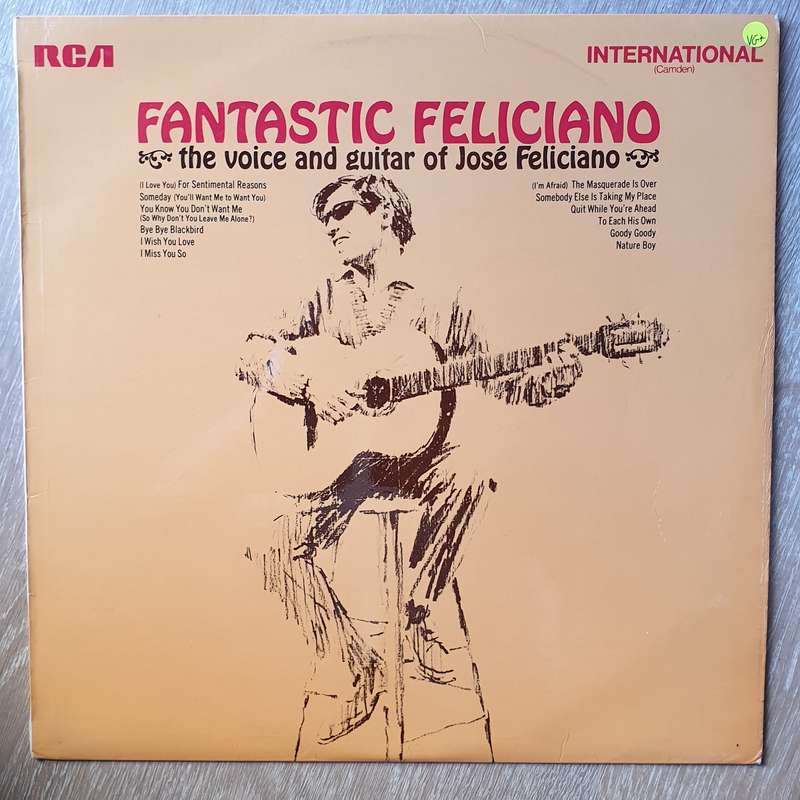 RCA
INTERNATIONAL
(Camden)
VG+
FANTASTIC FELICIANO
the voice and guitar of José Feliciano
(I Love You) For Sentimental Reasons
Someday (You'll Want Me to Want You)
You Know You Don't Want Me
(So Why Don't You Leave Me Alone?)
Bye Bye Blackbird
I Wish You Love
I Miss You So
(I'm Afraid) The Masquerade Is Over
Somebody Else Is Taking My Place
Quit While You're Ahead
To Each His Own
Goody Goody
Nature Boy